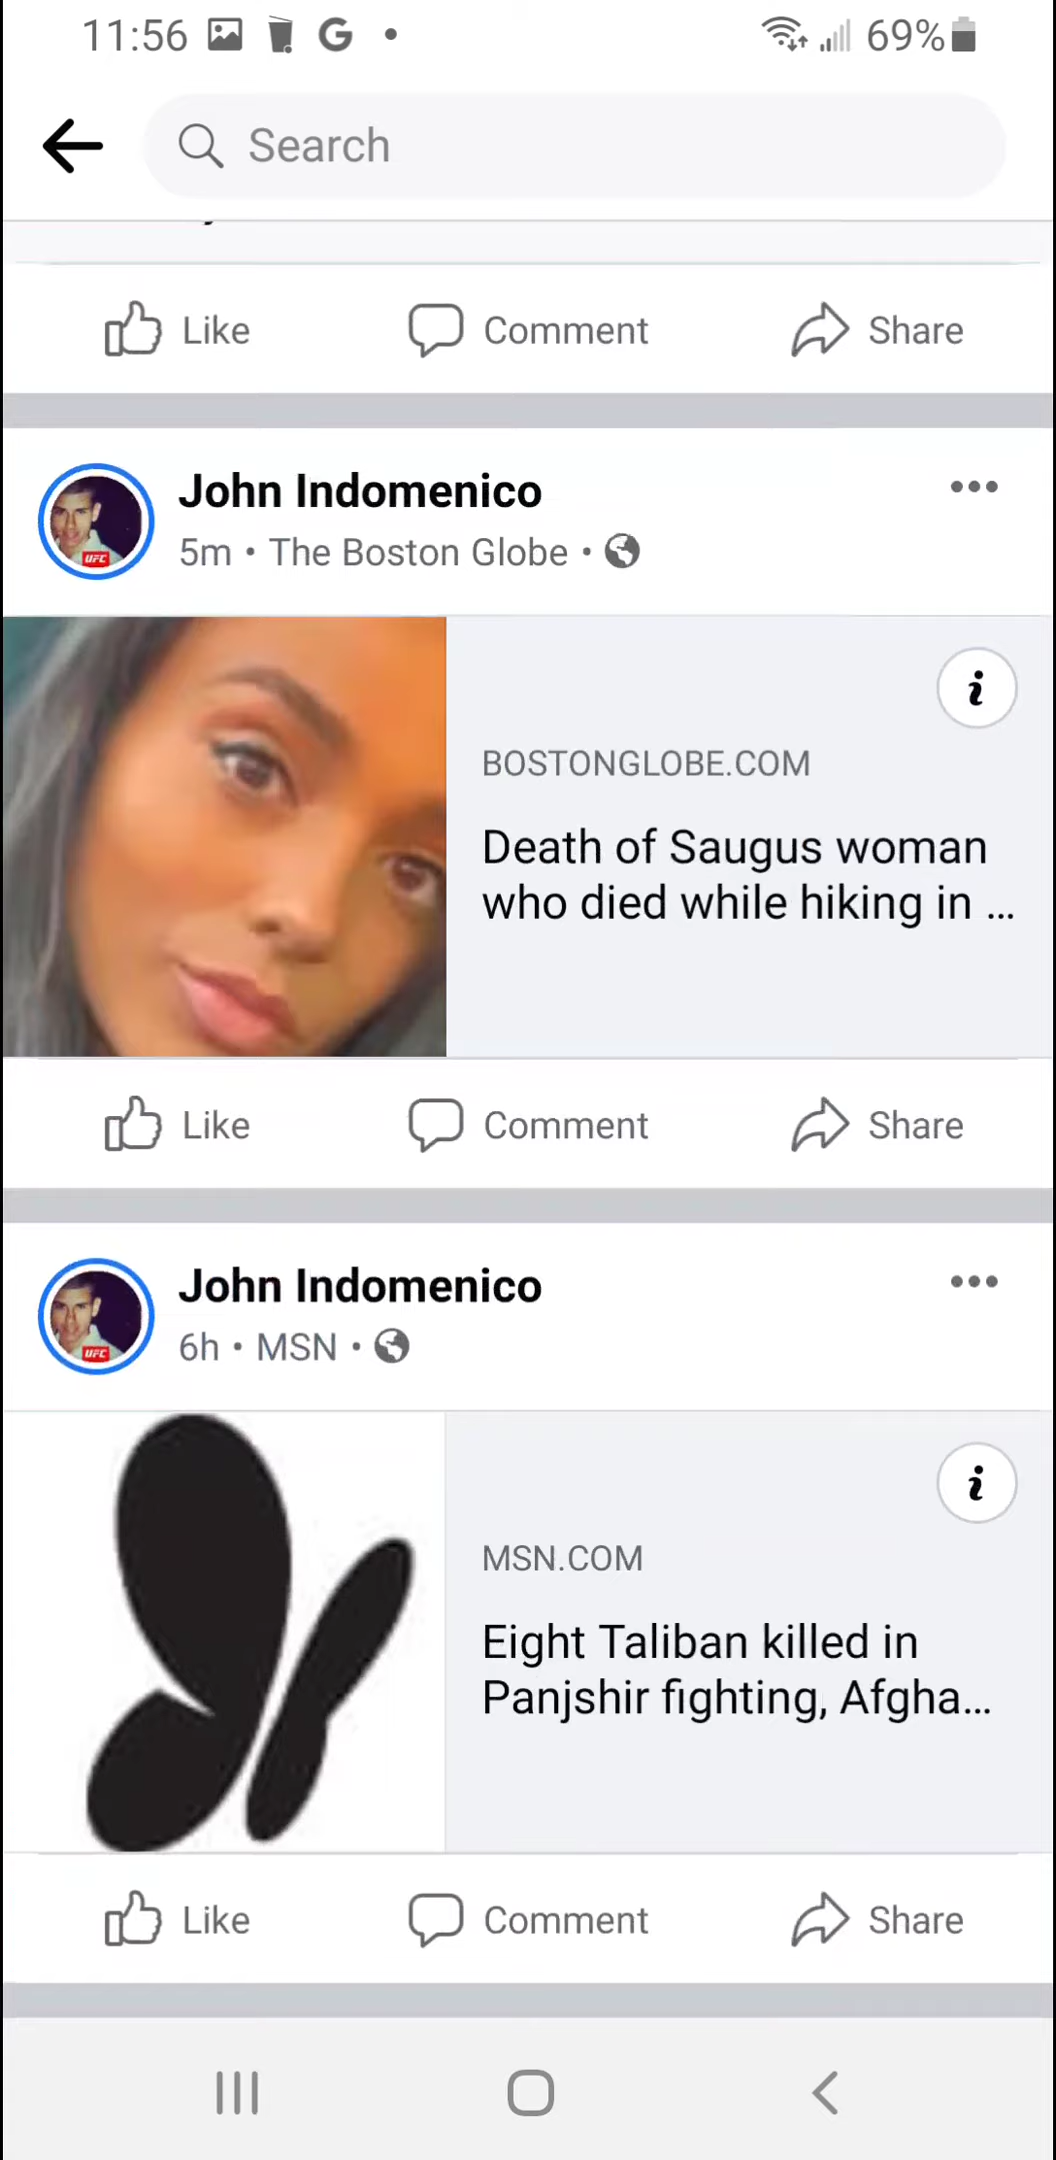 11:56 G 69%
Search
Like Comment Share
John Indomenico
5m • The Boston Globe •
UFC
BOSTONGLOBE.COM
Death of Saugus woman
who died while hiking in ...
Like Comment Share
John Indomenico
6h • MSN •
UFC
MSN.COM
Eight Taliban killed in
Panjshir fighting, Afgha...
Like Comment Share